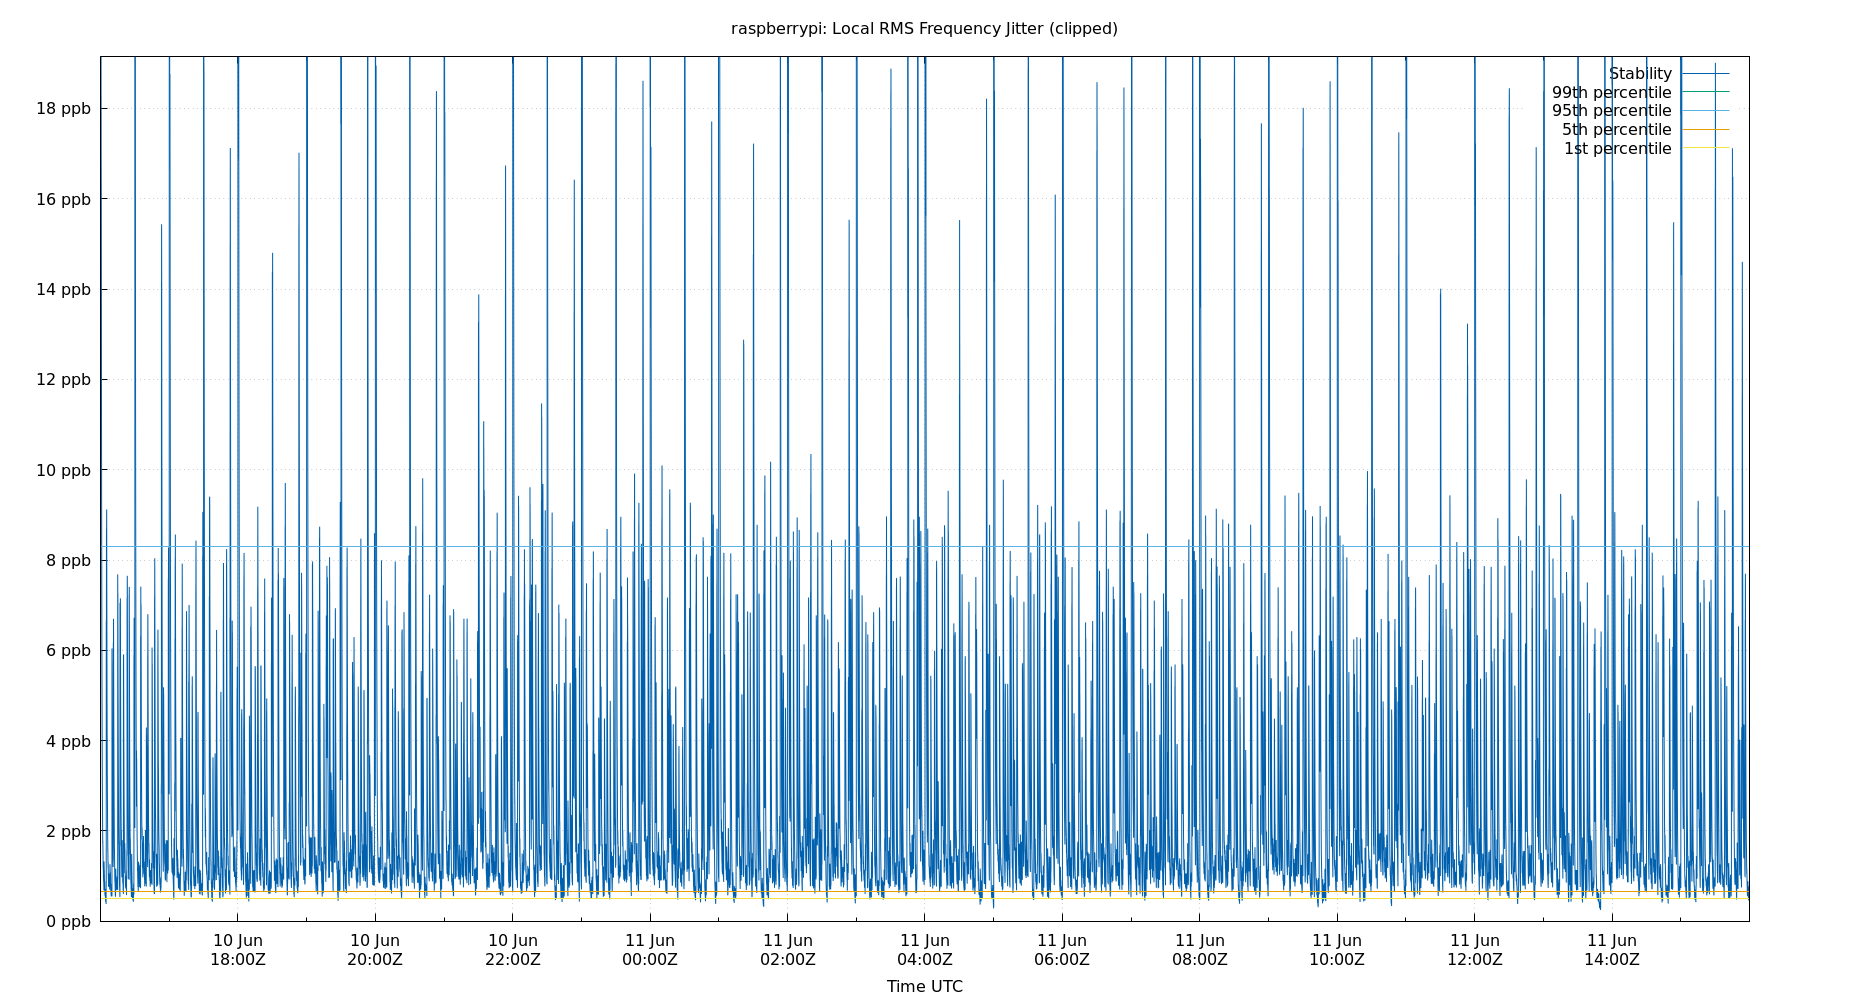 raspberrypi: Local RMS Frequency Jitter (clipped)
Stability
99th percentile
95th percentile
5th percentile
1st percentile
18 ppb
16 ppb
14 ppb
12 ppb
10 ppb
8 ppb
6 ppb
4 ppb
2 ppb
0 ppb
10 Jun 10 Jun 10 Jun 11 Jun 11 Jun 11 Jun 11 Jun 11 Jun 11 Jun 11 Jun 11 Jun
18:00Z 20:00Z 22:00Z 00:00Z 02:00Z 04:00Z 06:00Z 08:00Z 10:00Z 12:00Z 14:00Z
Time UTC